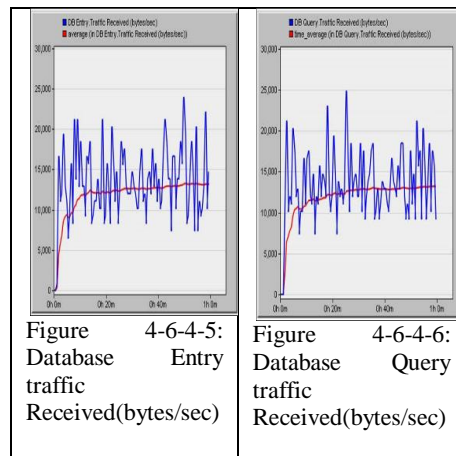 DB Entry.Traffic Received (bytes/sec)
average (in DB Entry.Traffic Received (bytes/sec))
30,000
25,000
20,000
15,000
10,000
5,000
0
0h 0m 0h 20m 0h 40m 1h 0m
Figure 4-6-4-5:
Database Entry
traffic
Received(bytes/sec)
DB Query.Traffic Received (bytes/sec)
time_average (in DB Query.Traffic Received (bytes/sec))
30,000
25,000
20,000
15,000
10,000
5,000
0
0h 0m 0h 20m 0h 40m 1h 0m
Figure 4-6-4-6:
Database Query
traffic
Received(bytes/sec)